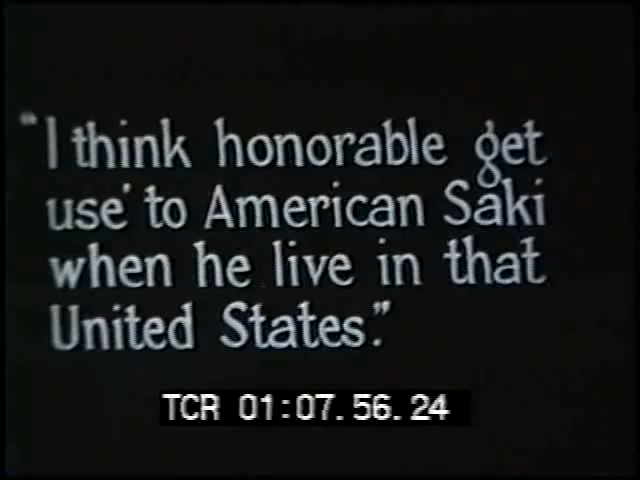 "I think honorable get
use' to American Saki
when he live in that
United States."
TCR 01:07.56.24